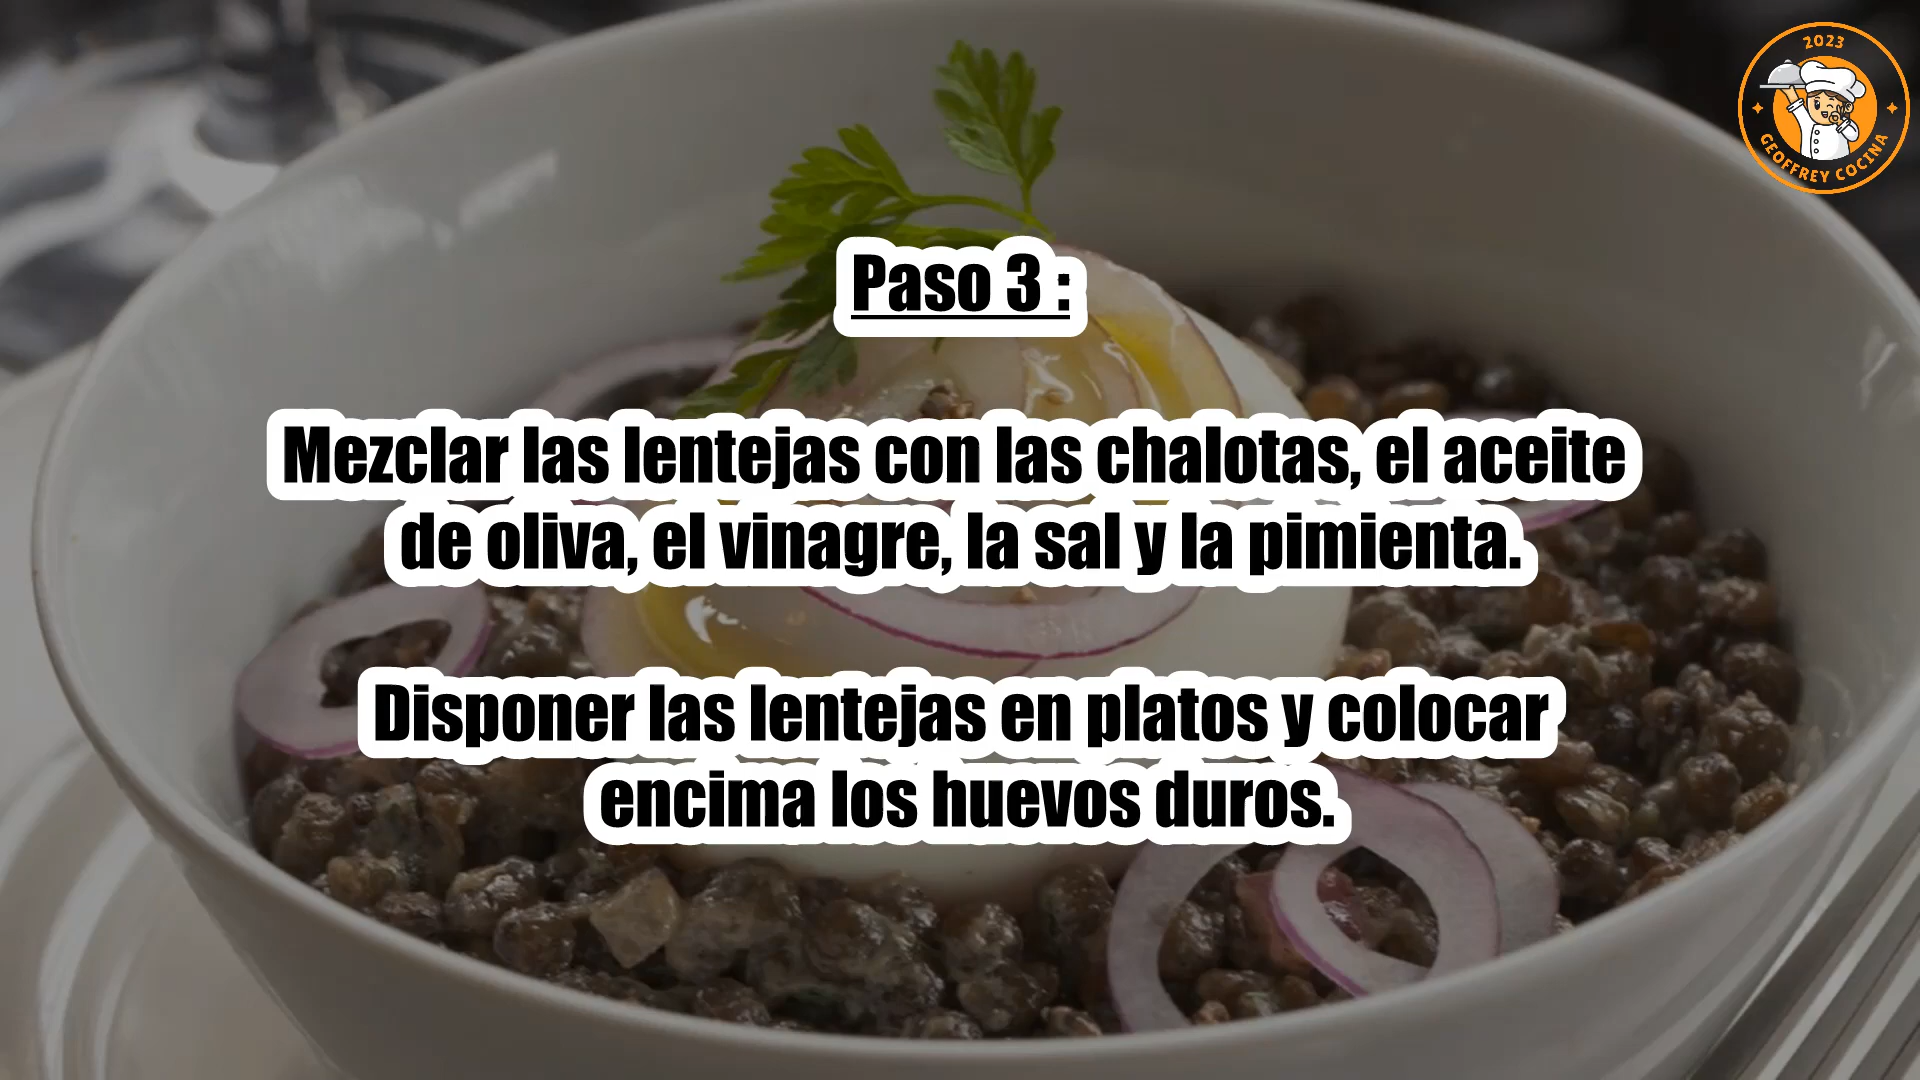 2023
GEOFFREY COCINA
Paso 3 :
Mezclar las lentejas con las chalotas, el aceite
de oliva, el vinagre, la sal y la pimienta.
Disponer las lentejas en platos y colocar
encima los huevos duros.